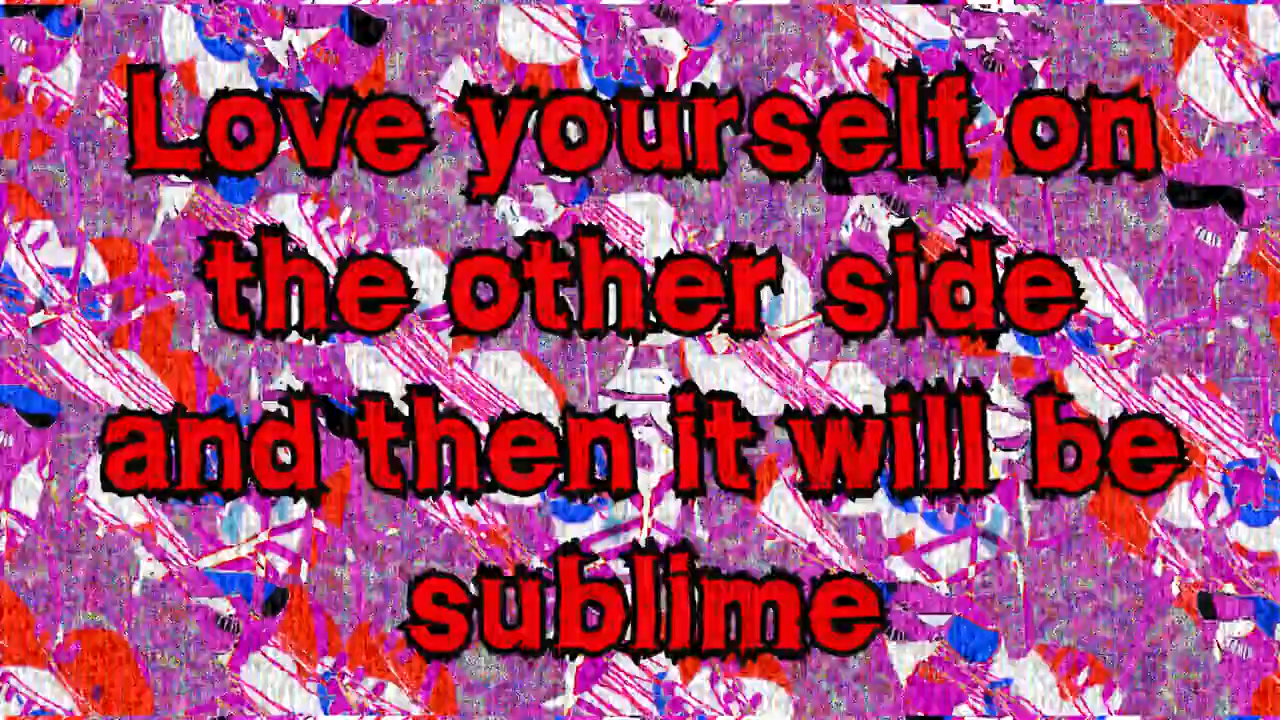 Love yourself on
the other side
and then it will be
sublime